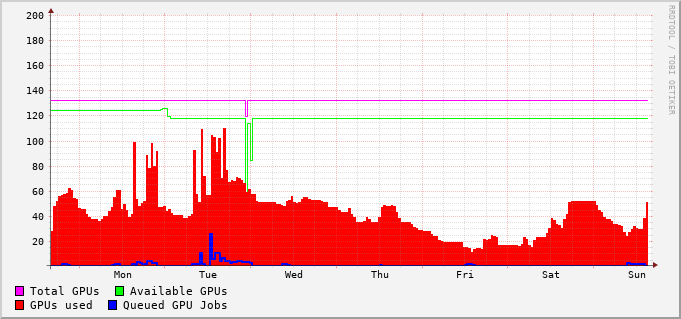 200
180
160
140
120
100
80
60
40
20
Mon Tue Wed Thu Fri Sat Sun
Total GPUs Available GPUs
GPUs used Queued GPU Jobs
RRDTOOL / TOBI OETIKER